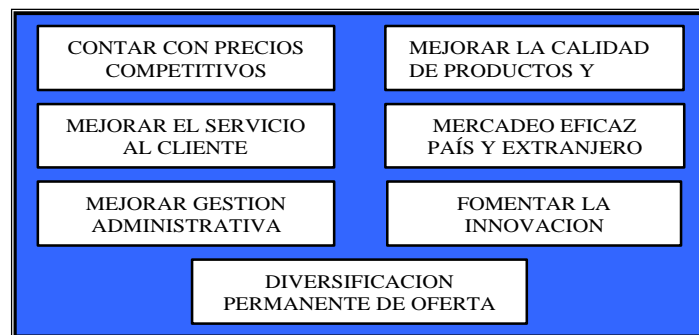 CONTAR CON PRECIOS
COMPETITIVOS
MEJORAR LA CALIDAD
DE PRODUCTOS Y
MEJORAR EL SERVICIO
AL CLIENTE
MERCADEO EFICAZ
PAÍS Y EXTRANJERO
MEJORAR GESTION
ADMINISTRATIVA
FOMENTAR LA
INNOVACION
DIVERSIFICACION
PERMANENTE DE OFERTA